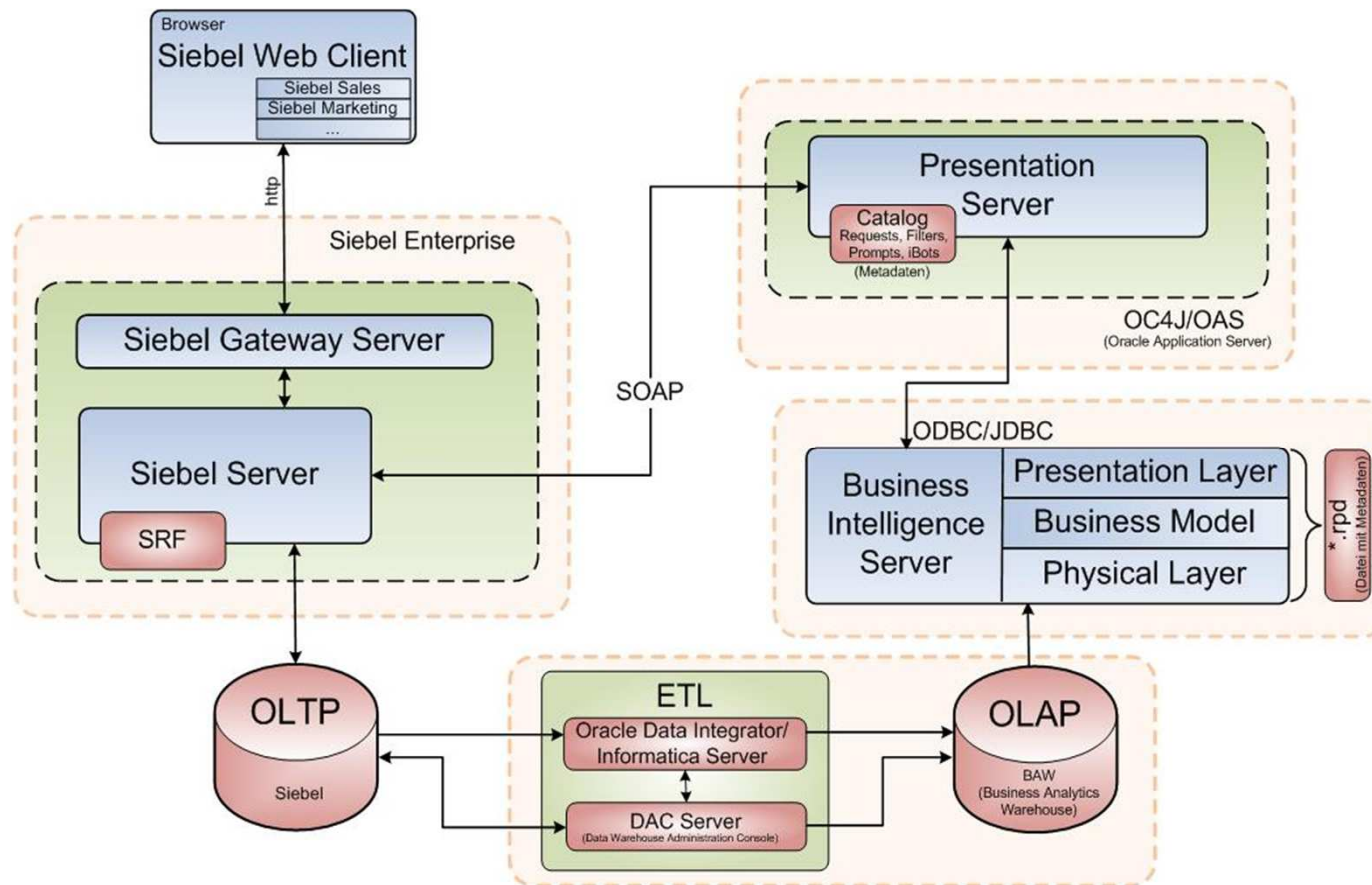 Browser
Siebel Web Client
Siebel Sales
Siebel Marketing
...
http
Siebel Enterprise
Siebel Gateway Server
Siebel Server
SRF
SOAP
Presentation
Server
Catalog
Requests, Filters,
Prompts, iBots
(Metadaten)
OC4J/OAS
(Oracle Application Server)
ODBC/JDBC
Business
Intelligence
Server
Presentation Layer
Business Model
Physical Layer
*.rpd
(Datei mit Metadaten)
OLTP
Siebel
ETL
Oracle Data Integrator/
Informatica Server
DAC Server
(Data Warehouse Administration Console)
OLAP
BAW
(Business Analytics
Warehouse)